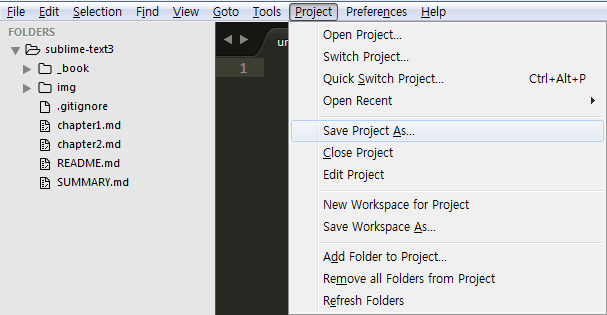 File Edit Selection Find View Goto Tools Project Preferences Help
FOLDERS
sublime-text3
_book
img
.gitignore
chapter1.md
chapter2.md
README.md
SUMMARY.md
un
1
Open Project...
Switch Project...
Quick Switch Project... Ctrl+Alt+P
Open Recent
Save Project As...
Close Project
Edit Project
New Workspace for Project
Save Workspace As...
Add Folder to Project...
Remove all Folders from Project
Refresh Folders